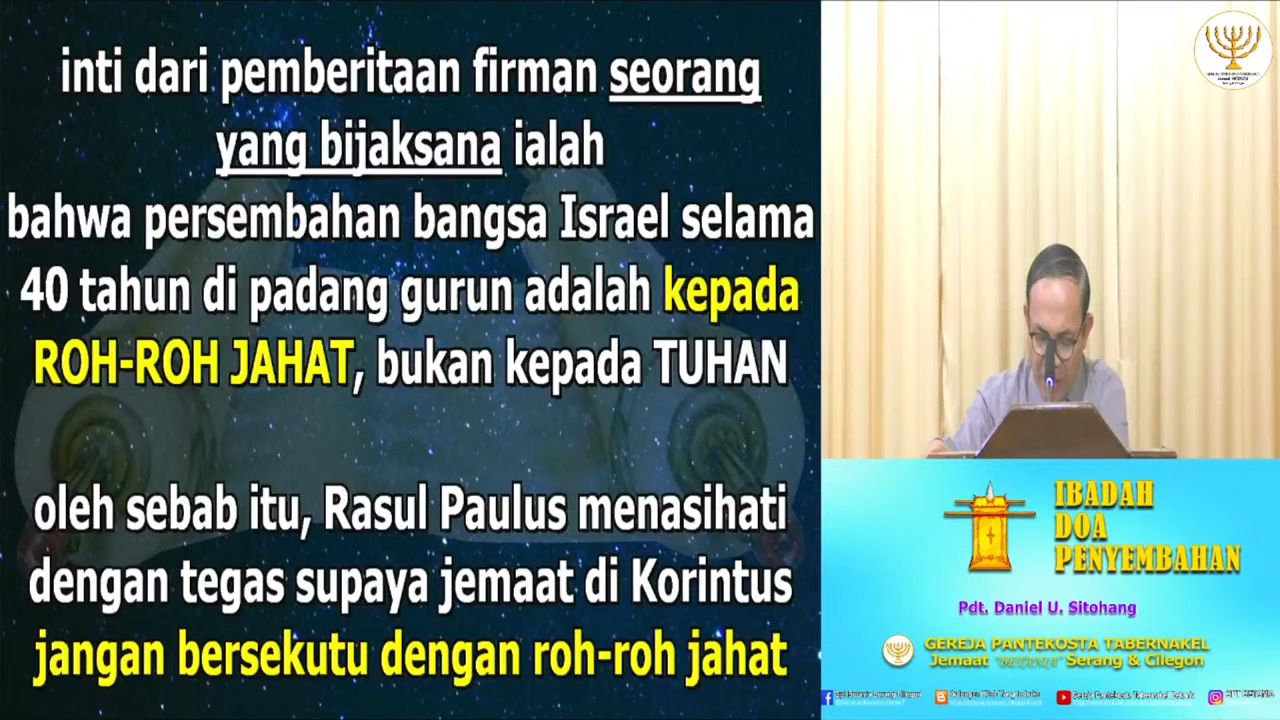 inti dari pemberitaan firman seorang
yang bijaksana ialah
bahwa persembahan bangsa Israel selama
40 tahun di padang gurun adalah kepada
ROH-ROH JAHAT, bukan kepada TUHAN
oleh sebab itu, Rasul Paulus menasihati
dengan tegas supaya jemaat di Korintus
jangan bersekutu dengan roh-roh jahat
IBADAH
DOA
PENYEMBAHAN
Pdt. Daniel U. Sitohang
GEREJA PANTEKOSTA TABERNAKEL
Jemaat "BETANIA" Serang & Cilegon